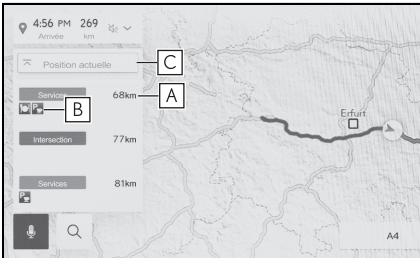 4:56 PM 269
Arrivée km
Position actuelle
C
Services 68km
A
B
Intersection 77km
Services 81km
Erfurt
A4